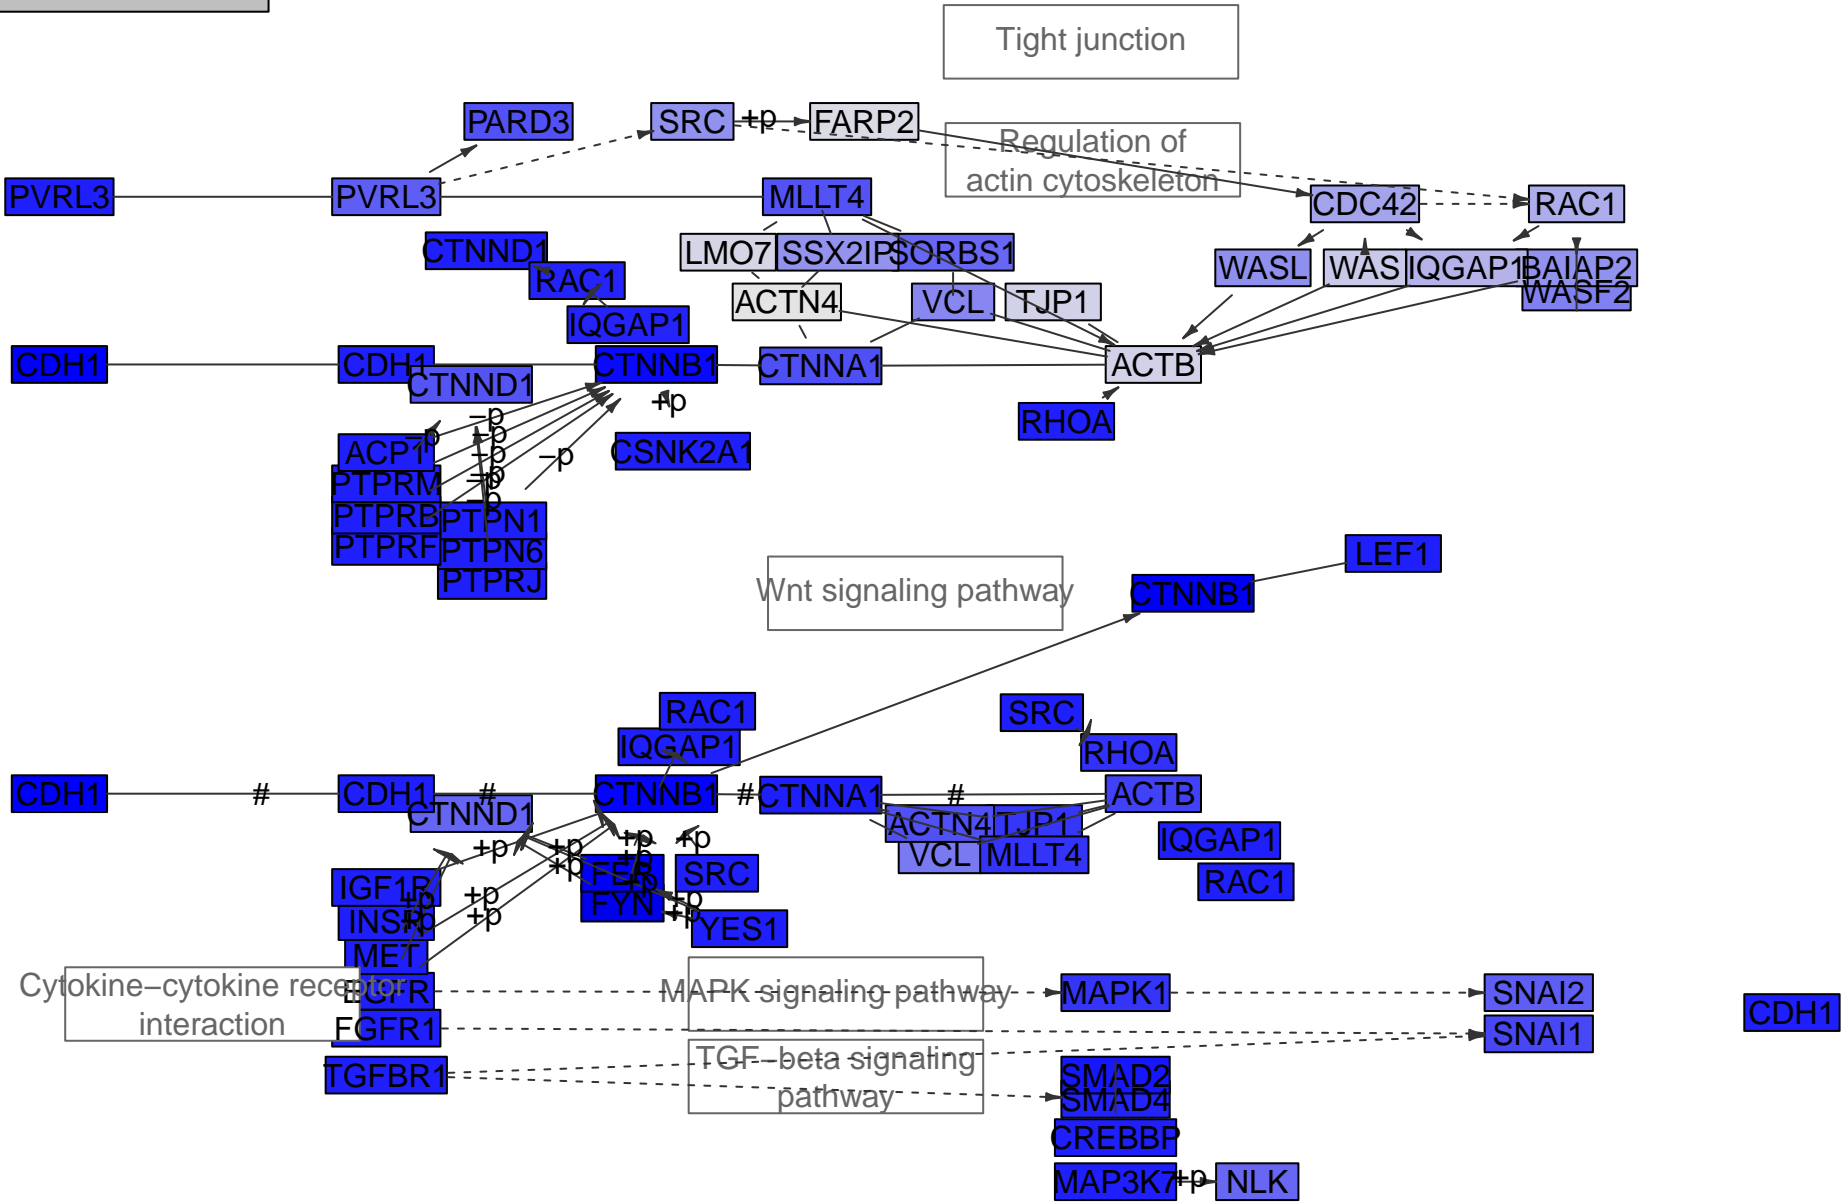 Tight junction
PARD3
SRC
+p
FARP2
Regulation of
actin cytoskeleton
PVRL3
PVRL3
MLLT4
CDC42
RAC1
CTNND1
LMO7
SSX2IP
SORBS1
WASL
WAS
IQGAP1
BAIAP2
RAC1
ACTN4
VCL
TJP1
WASF2
IQGAP1
CDH1
CDH1
CTNNB1
CTNNA1
ACTB
CTNND1
+p
–p
RHOA
–p
–p
ACP1
–p
–p
CSNK2A1
–p
PTPRM
–p
–p
PTPRB
PTPN1
PTPRF
PTPN6
LEF1
PTPRJ
Wnt signaling pathway
CTNNB1
RAC1
SRC
IQGAP1
RHOA
CDH1
#
CDH1
#
CTNNB1
#
CTNNA1
#
ACTB
CTNND1
ACTN4
TJP1
+p
+p
+p
+p
IQGAP1
VCL
MLLT4
+p
+p
FER
SRC
+p
RAC1
IGF1R
+p
+p
+p
FYN
+p
INSR
+p
+p
YES1
MET
Cytokine–cytokine receptor
interaction
EGFR
MAPK signaling pathway
MAPK1
SNAI2
CDH1
FGFR1
SNAI1
TGF–beta signaling
pathway
TGFBR1
SMAD2
SMAD4
CREBBP
MAP3K7
+p
NLK